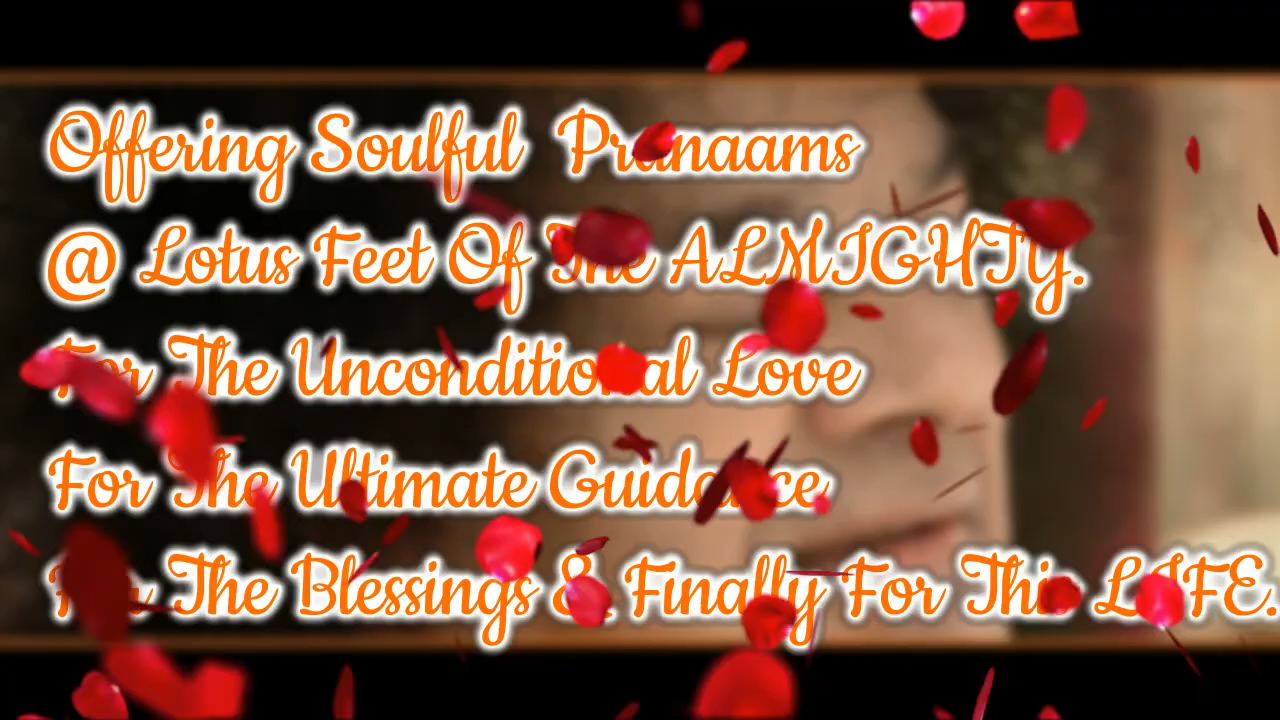 Offering Soulful Pranaams
@ Lotus Feet Of The ALMIGHTY.
For The Unconditional Love
For The Ultimate Guidance
For The Blessings & Finally For This LIFE.